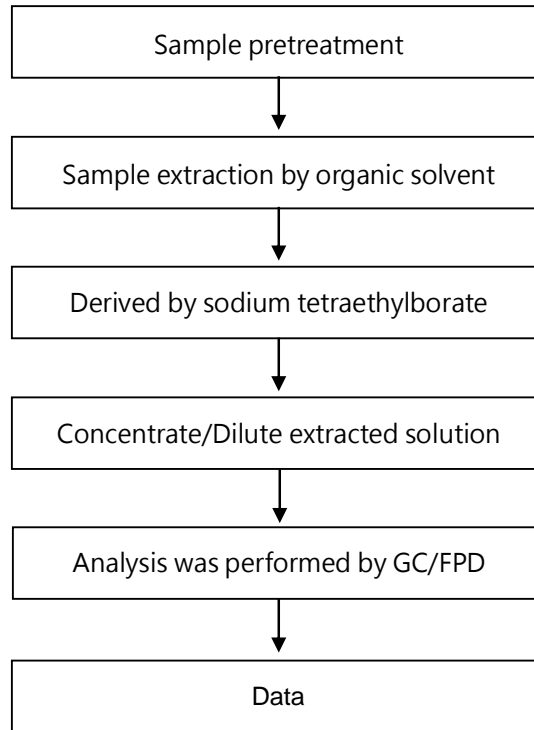 Sample pretreatment
Sample extraction by organic solvent
Derived by sodium tetraethylborate
Concentrate/Dilute extracted solution
Analysis was performed by GC/FPD
Data